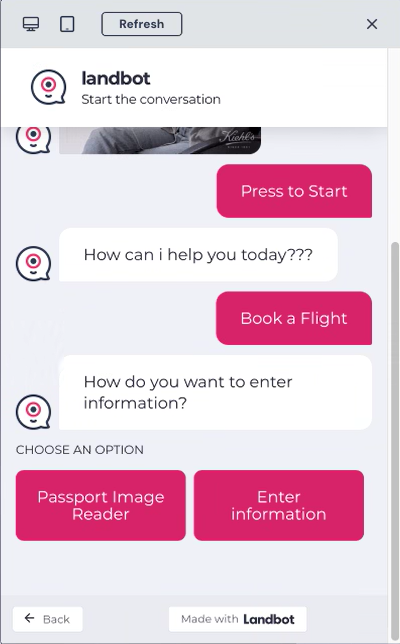 Refresh
landbot
Start the conversation
Kiehl's
Press to Start
How can i help you today???
Book a Flight
How do you want to enter
information?
CHOOSE AN OPTION
Passport Image
Reader
Enter
information
Back
Made with Landbot